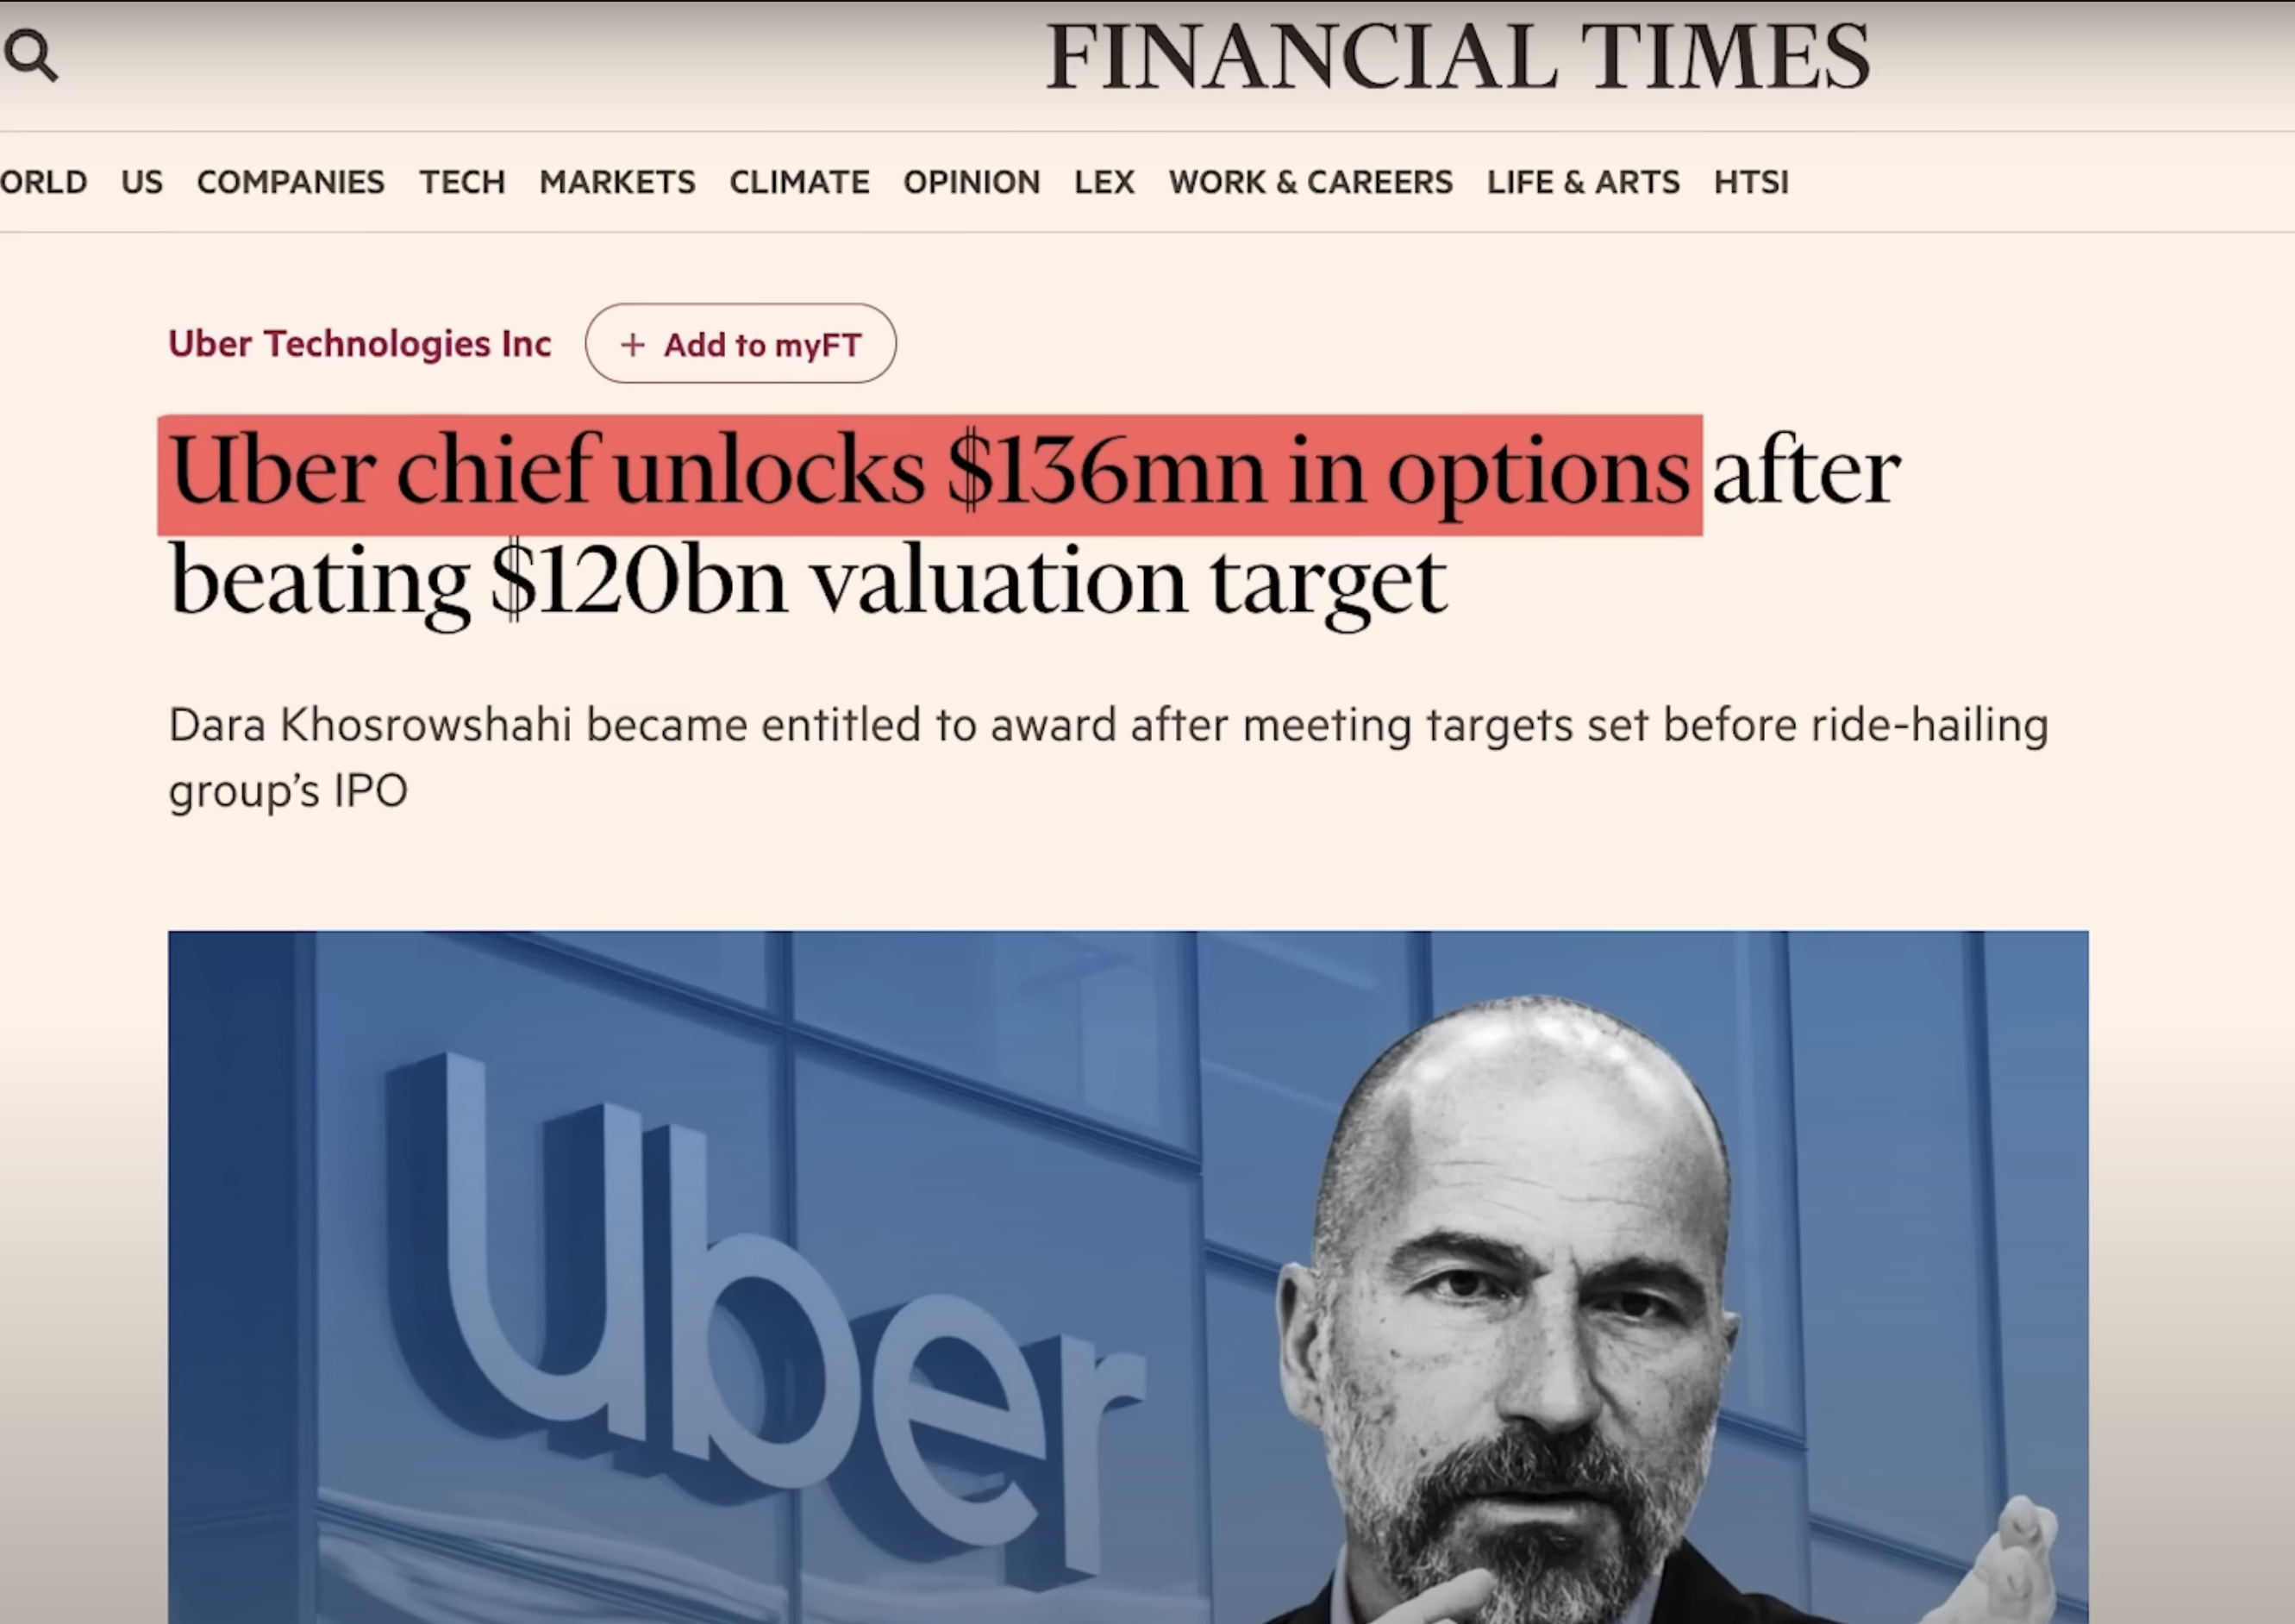 FINANCIAL TIMES
ORLD US COMPANIES TECH MARKETS CLIMATE OPINION LEX WORK & CAREERS LIFE & ARTS HTSI
Uber Technologies Inc + Add to myFT
Uber chief unlocks $136mn in options after
beating $120bn valuation target
Dara Khosrowshahi became entitled to award after meeting targets set before ride-hailing
group’s IPO
Uber